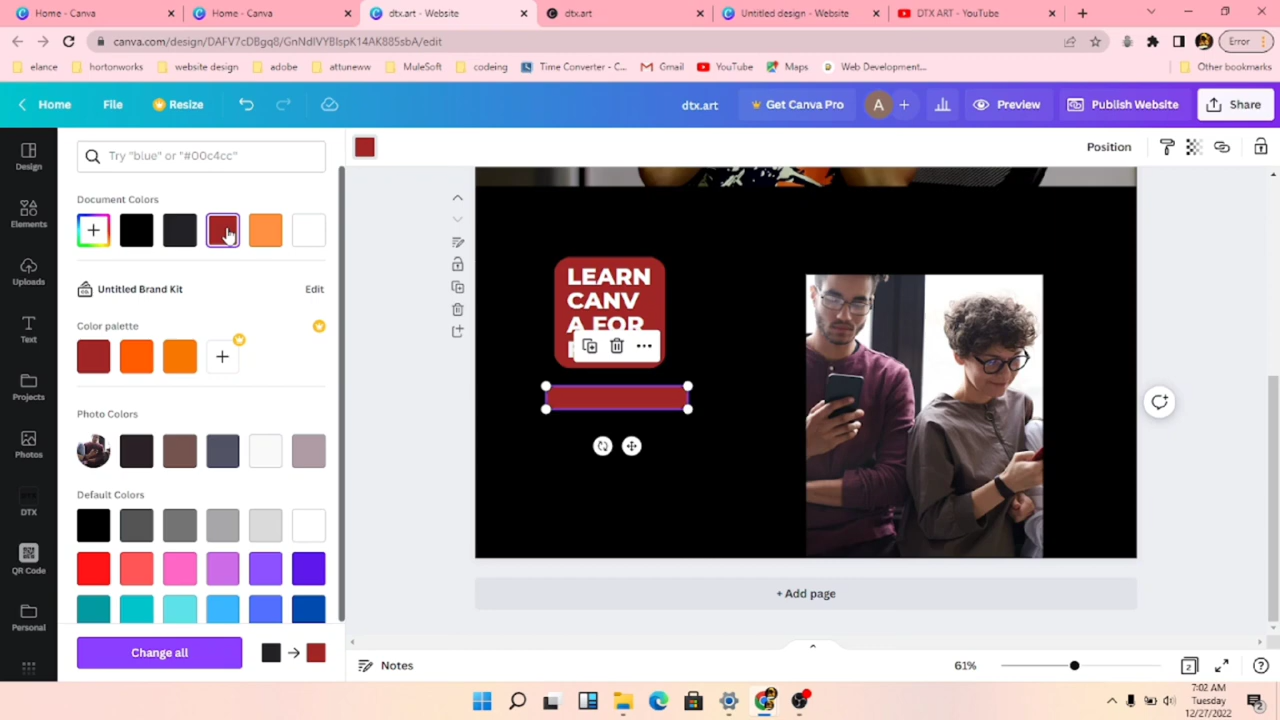 Home - Canva
Home - Canva
dtx.art - Website
dtx.art
Untitled design - Website
DTX ART - YouTube
canva.com/design/DAFV7cDBgq8/GnNdIVYBIspK14AK885sbA/edit
Error
elance
hortonworks
website design
adobe
attuneww
MuleSoft
codeing
Time Converter - C...
Gmail
YouTube
Maps
Web Development...
Other bookmarks
Home
File
Resize
dtx.art
Get Canva Pro
A
Preview
Publish Website
Share
Design
Elements
Uploads
Text
Projects
Photos
DTX
QR Code
Personal
Try "blue" or "#00c4cc"
Document Colors
Untitled Brand Kit
Edit
Color palette
Photo Colors
Default Colors
Change all
Position
LEARN
CANV
A FOR
+ Add page
Notes
61%
2
7:02 AM
Tuesday
12/27/2022
2